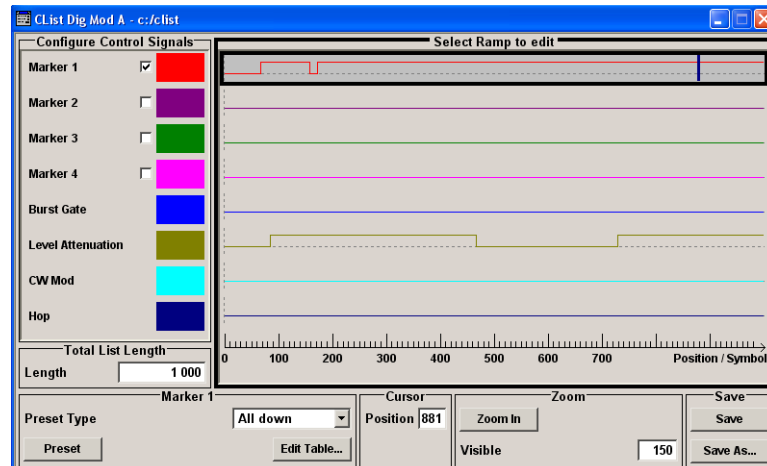 CList Dig Mod A - c:/clist
Configure Control Signals
Select Ramp to edit
Marker 1
Marker 2
Marker 3
Marker 4
Burst Gate
Level Attenuation
CW Mod
Hop
0 100 200 300 400 500 600 700 Position / Symbol
Total List Length
Length 1 000
Marker 1
Preset Type All down
Preset Edit Table...
Cursor
Position 881
Zoom
Zoom In
Visible 150
Save
Save
Save As...